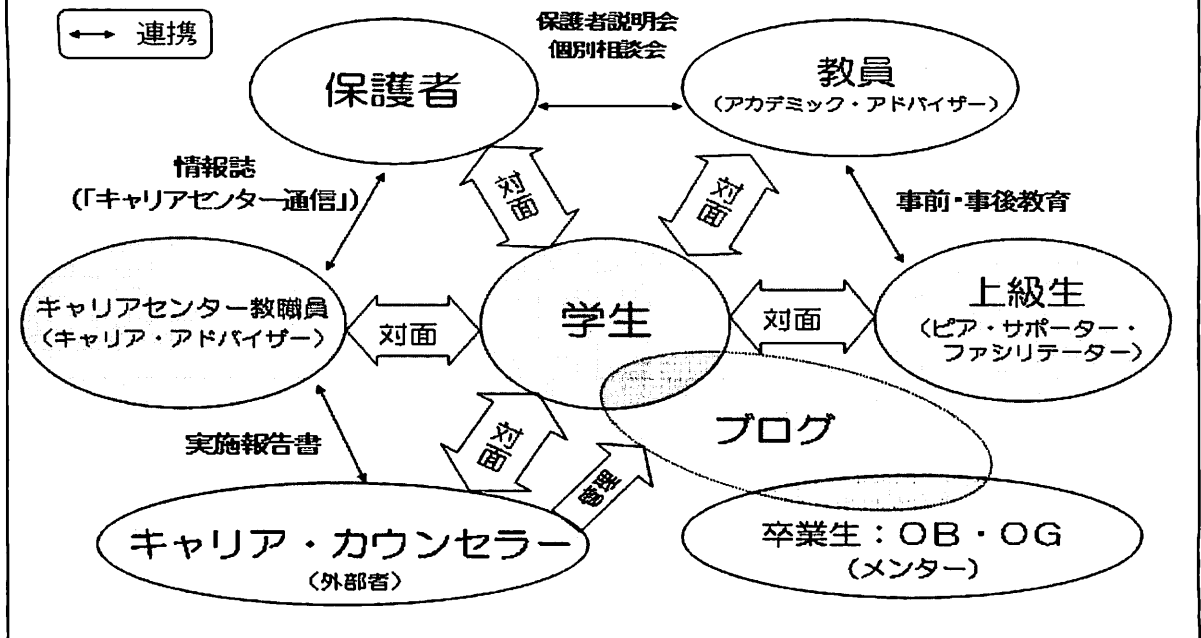 連携
保護者説明会
個別相談会
保護者
教員
(アカデミック・アドバイザー)
情報誌
(「キャリアセンター通信」)
対面
対面
事前・事後教育
キャリアセンター教職員
(キャリア・アドバイザー)
対面
学生
対面
上級生
(ピア・サポーター・
ファシリテーター)
ブログ
実施報告書
対面
キャリア・カウンセラー
(外部者)
卒業生:OB・OG
(メンター)